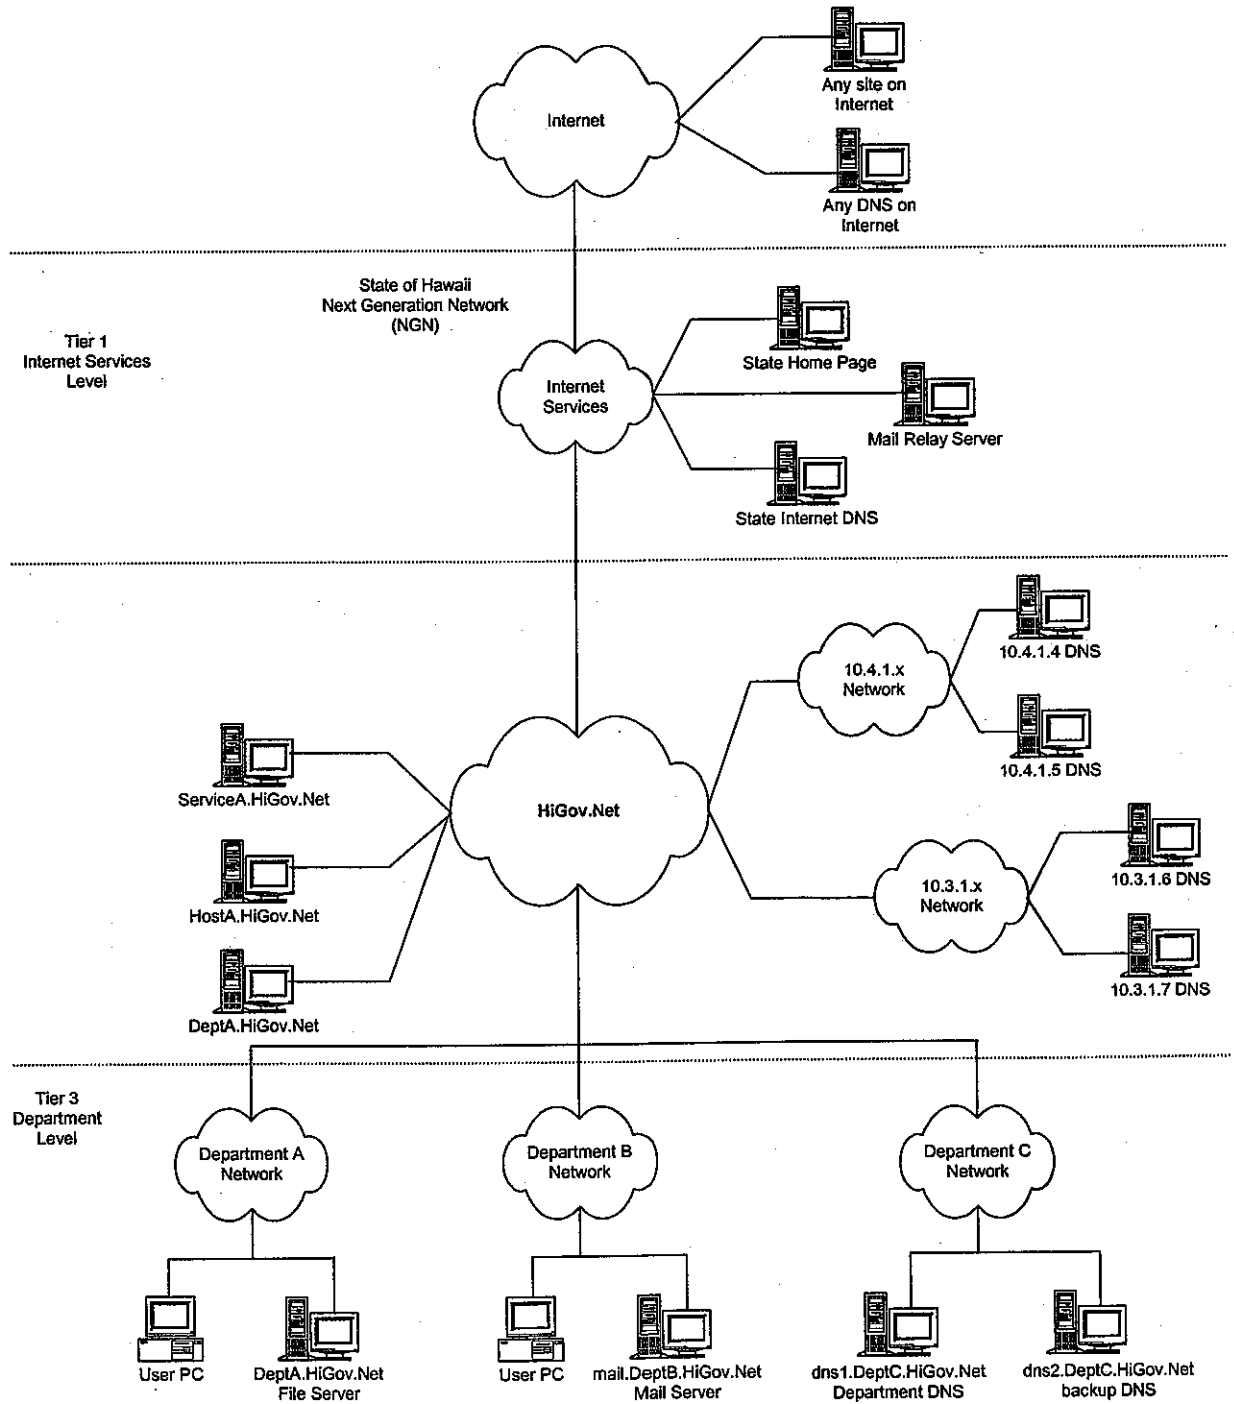 Internet
Any site on
Internet
Any DNS on
Internet
State of Hawaii
Next Generation Network
(NGN)
Tier 1
Internet Services
Level
Internet
Services
State Home Page
Mail Relay Server
State Internet DNS
10.4.1.x
Network
10.4.1.4 DNS
10.4.1.5 DNS
ServiceA.HiGov.Net
HiGov.Net
HostA.HiGov.Net
10.3.1.x
Network
10.3.1.6 DNS
10.3.1.7 DNS
DeptA.HiGov.Net
Tier 3
Department
Level
Department A
Network
Department B
Network
Department C
Network
User PC
DeptA.HiGov.Net
File Server
User PC
mail.DeptB.HiGov.Net
Mail Server
dns1.DeptC.HiGov.Net
Department DNS
dns2.DeptC.HiGov.Net
backup DNS